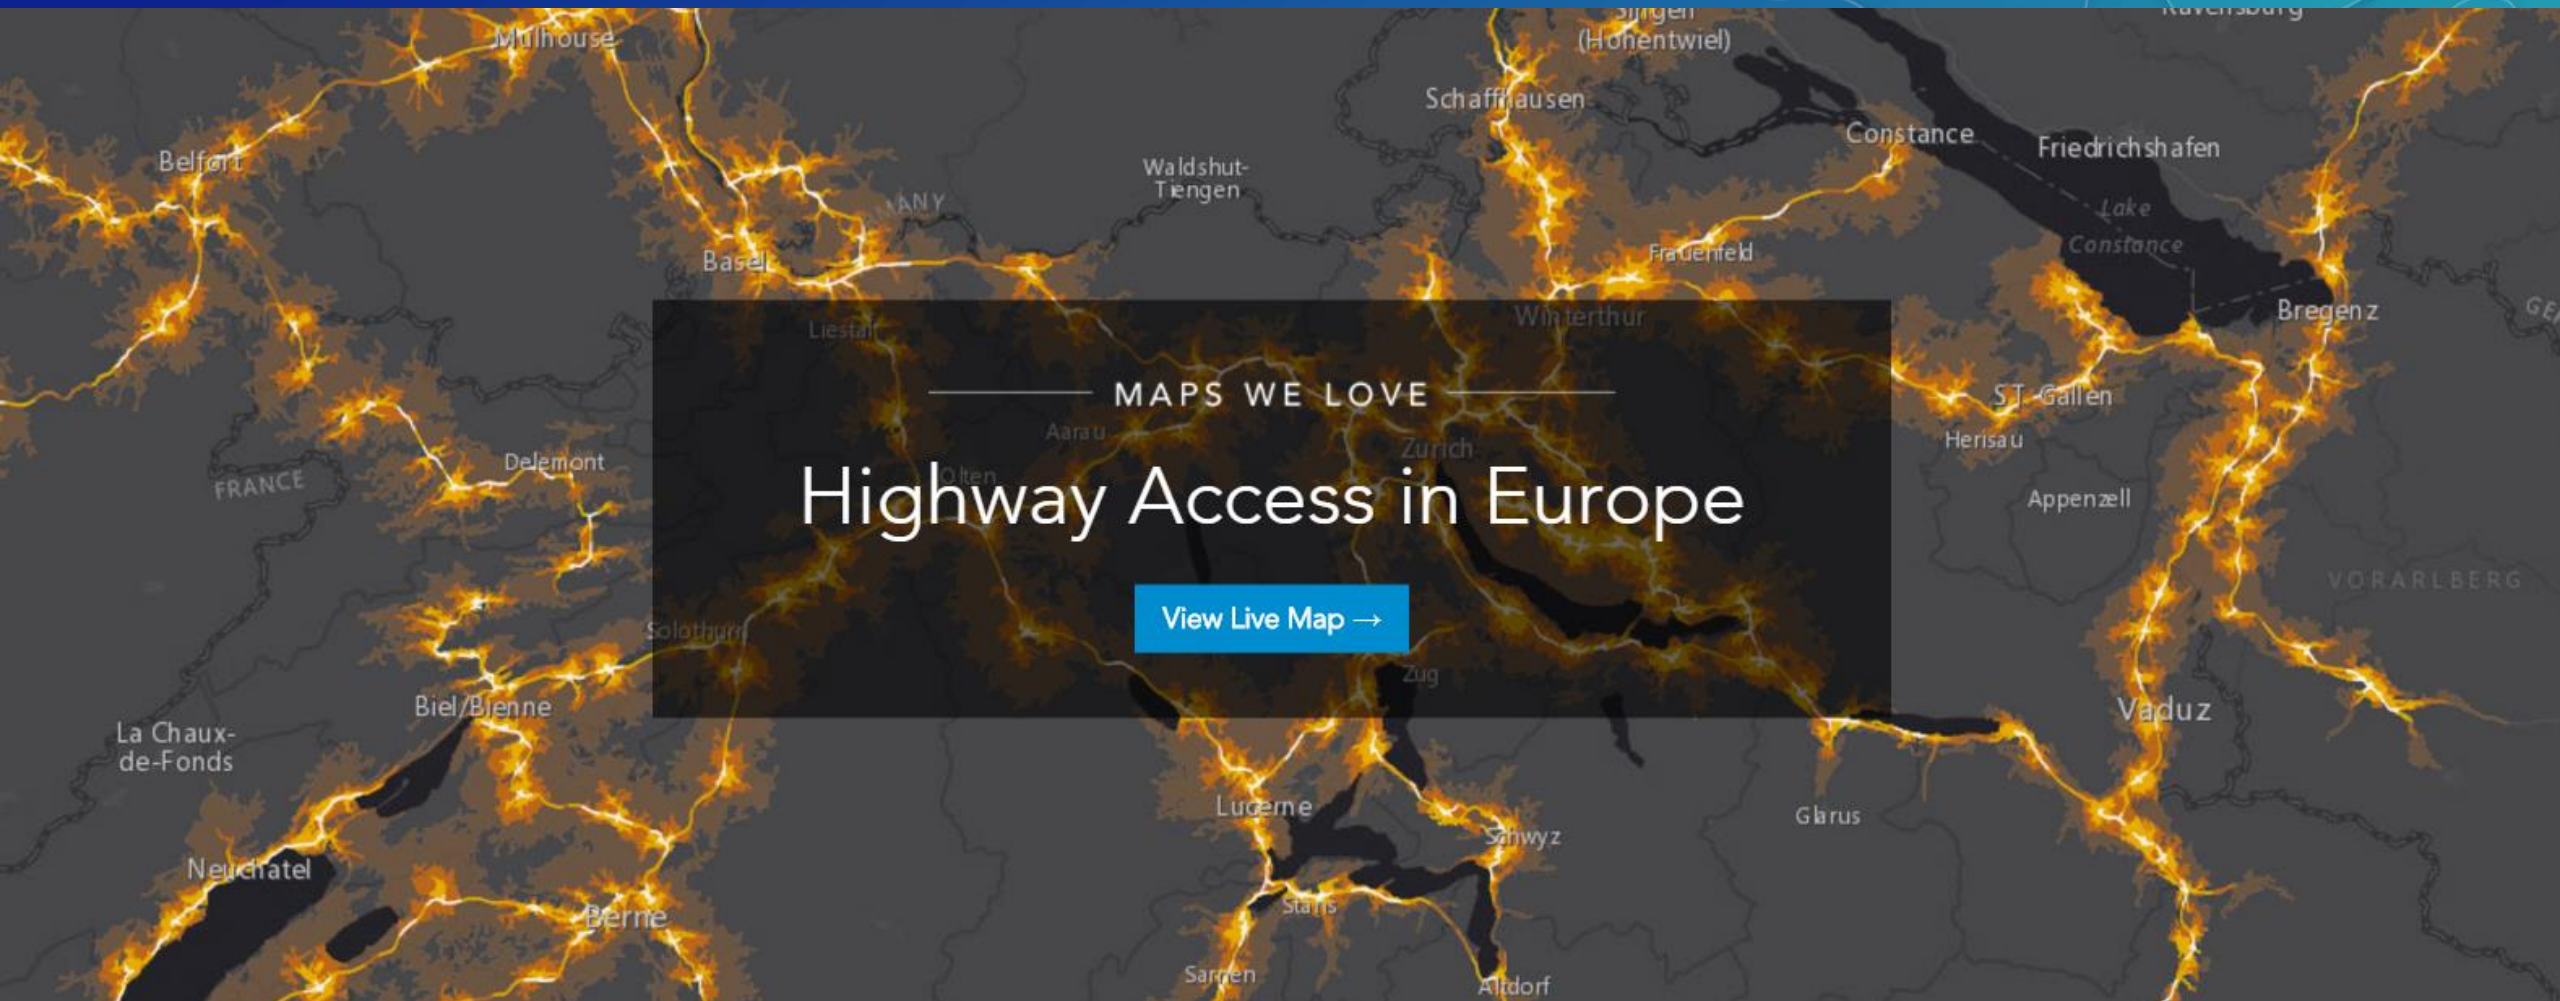 Singen
(Hohentwiel)
Ravensburg
Mulhouse
Schaffhausen
Constance
Friedrichshafen
Belfort
Waldshut-
Tiengen
Lake
Constance
Basel
Frauenfeld
Bregenz
Liestal
Winterthur
MAPS WE LOVE
ST. Gallen
Aarau
Zurich
Herisau
Delemont
Olten
FRANCE
Highway Access in Europe
Appenzell
VORARLBERG
View Live Map →
Solothurn
Zug
Biel/Bienne
Vaduz
La Chaux-
de-Fonds
Lucerne
Glarus
Schwyz
Neuchatel
Stans
Berne
Sarnen
Altdorf